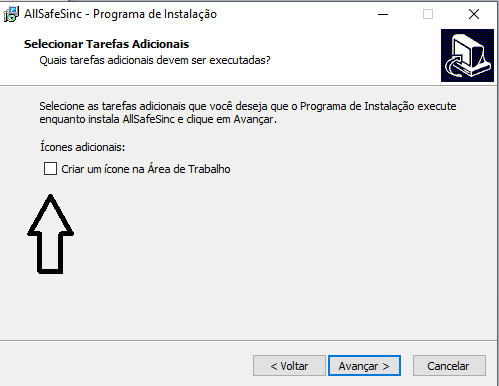 AllSafeSinc - Programa de Instalação
Selecionar Tarefas Adicionais
Quais tarefas adicionais devem ser executadas?
Selecione as tarefas adicionais que você deseja que o Programa de Instalação execute
enquanto instala AllSafeSinc e clique em Avançar.
Ícones adicionais:
Criar um ícone na Área de Trabalho
< Voltar
Avançar >
Cancelar